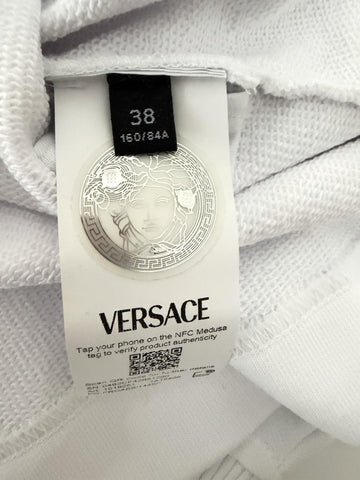 38
160/84A
VERSACE
Tap your phone on the NFC Medusa
tag to verify product authenticity